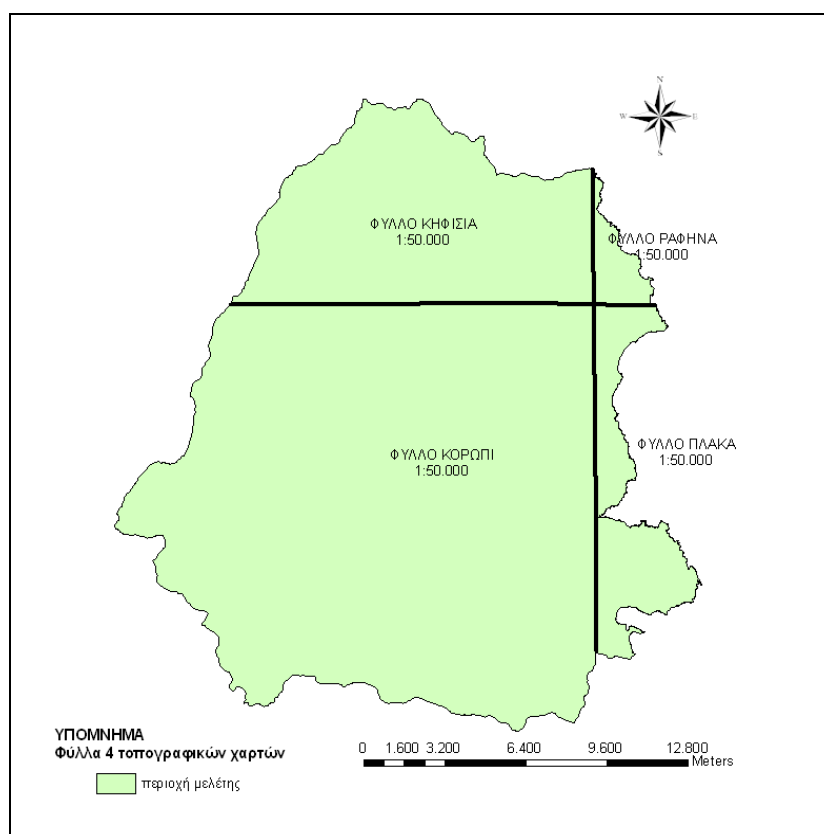 N
W E
S
ΦΥΛΛΟ ΚΗΦΙΣΙΑ
1:50.000
ΦΥΛΛΟ ΡΑΦΗΝΑ
1:50.000
ΦΥΛΛΟ ΚΟΡΩΠΙ
1:50.000
ΦΥΛΛΟ ΠΛΑΚΑ
1:50.000
ΥΠΟΜΝΗΜΑ
Φύλλα 4 τοπογραφικών χαρτών
περιοχή μελέτης
0 1.600 3.200 6.400 9.600 12.800
Meters